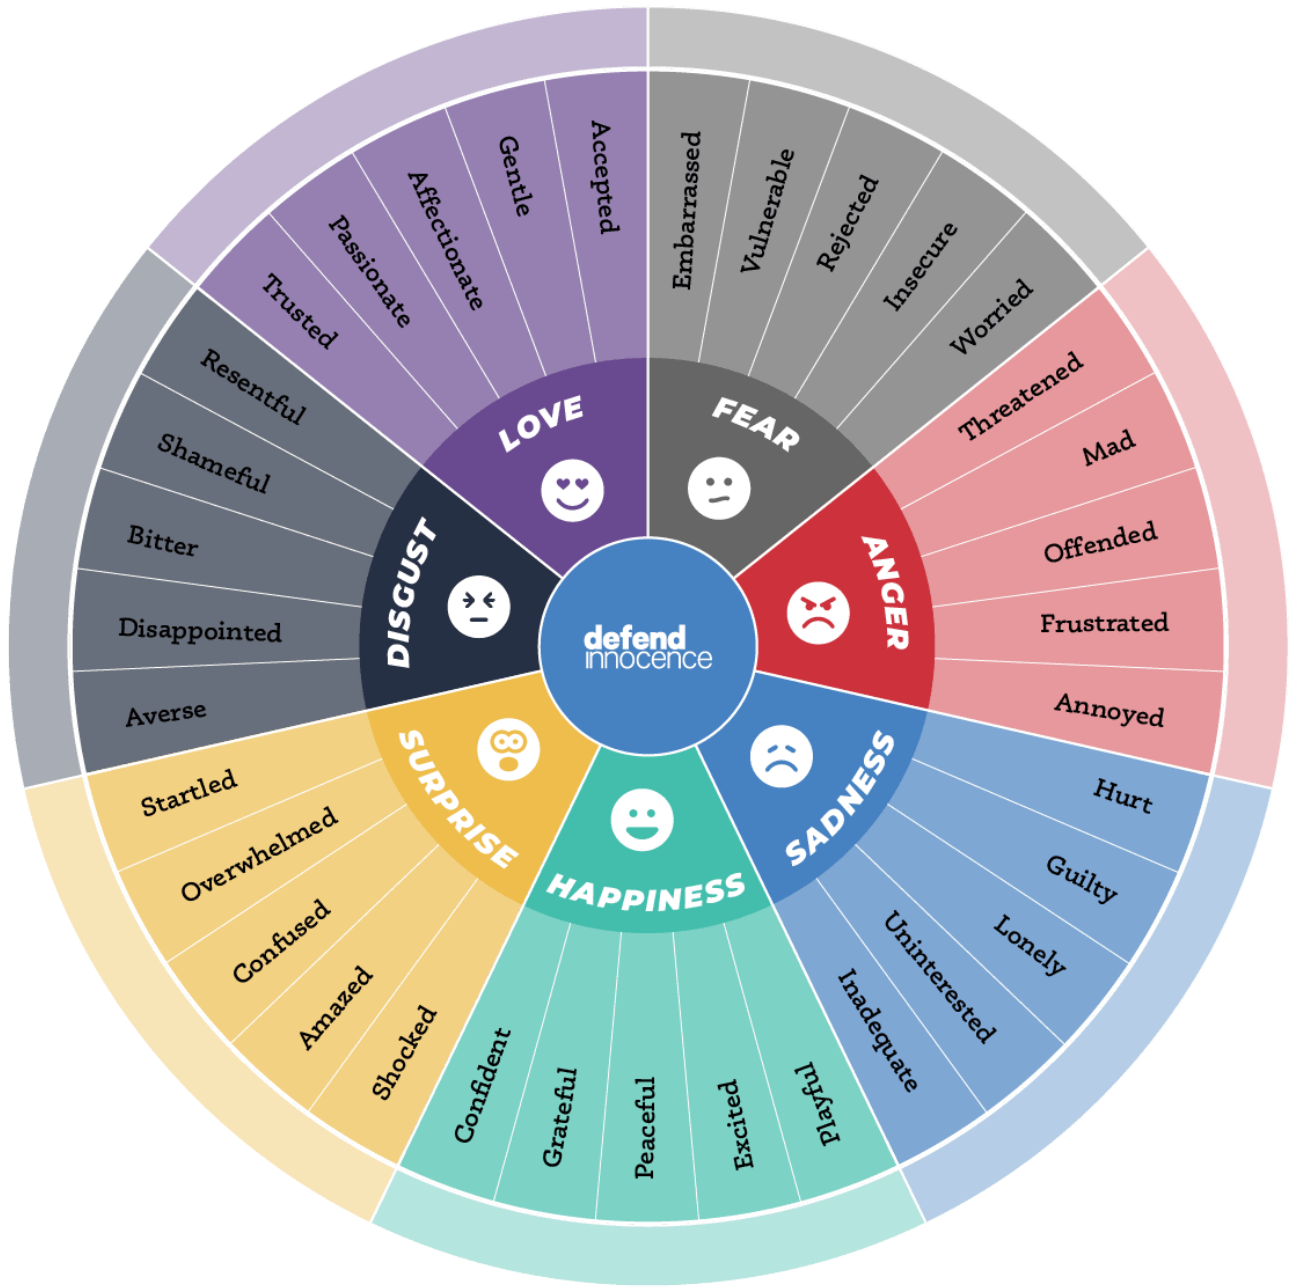 defend
innocence
LOVE
Trusted
Passionate
Affectionate
Gentle
Accepted
FEAR
Embarrassed
Vulnerable
Rejected
Insecure
Worried
ANGER
Threatened
Mad
Offended
Frustrated
Annoyed
SADNESS
Hurt
Guilty
Lonely
Uninterested
Inadequate
HAPPINESS
Playful
Excited
Peaceful
Grateful
Confident
SURPRISE
Shocked
Amazed
Confused
Overwhelmed
Startled
DISGUST
Averse
Disappointed
Bitter
Shameful
Resentful